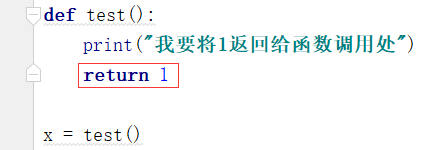 def test():
    print("我要将1返回给函数调用处")
    return 1
x = test()